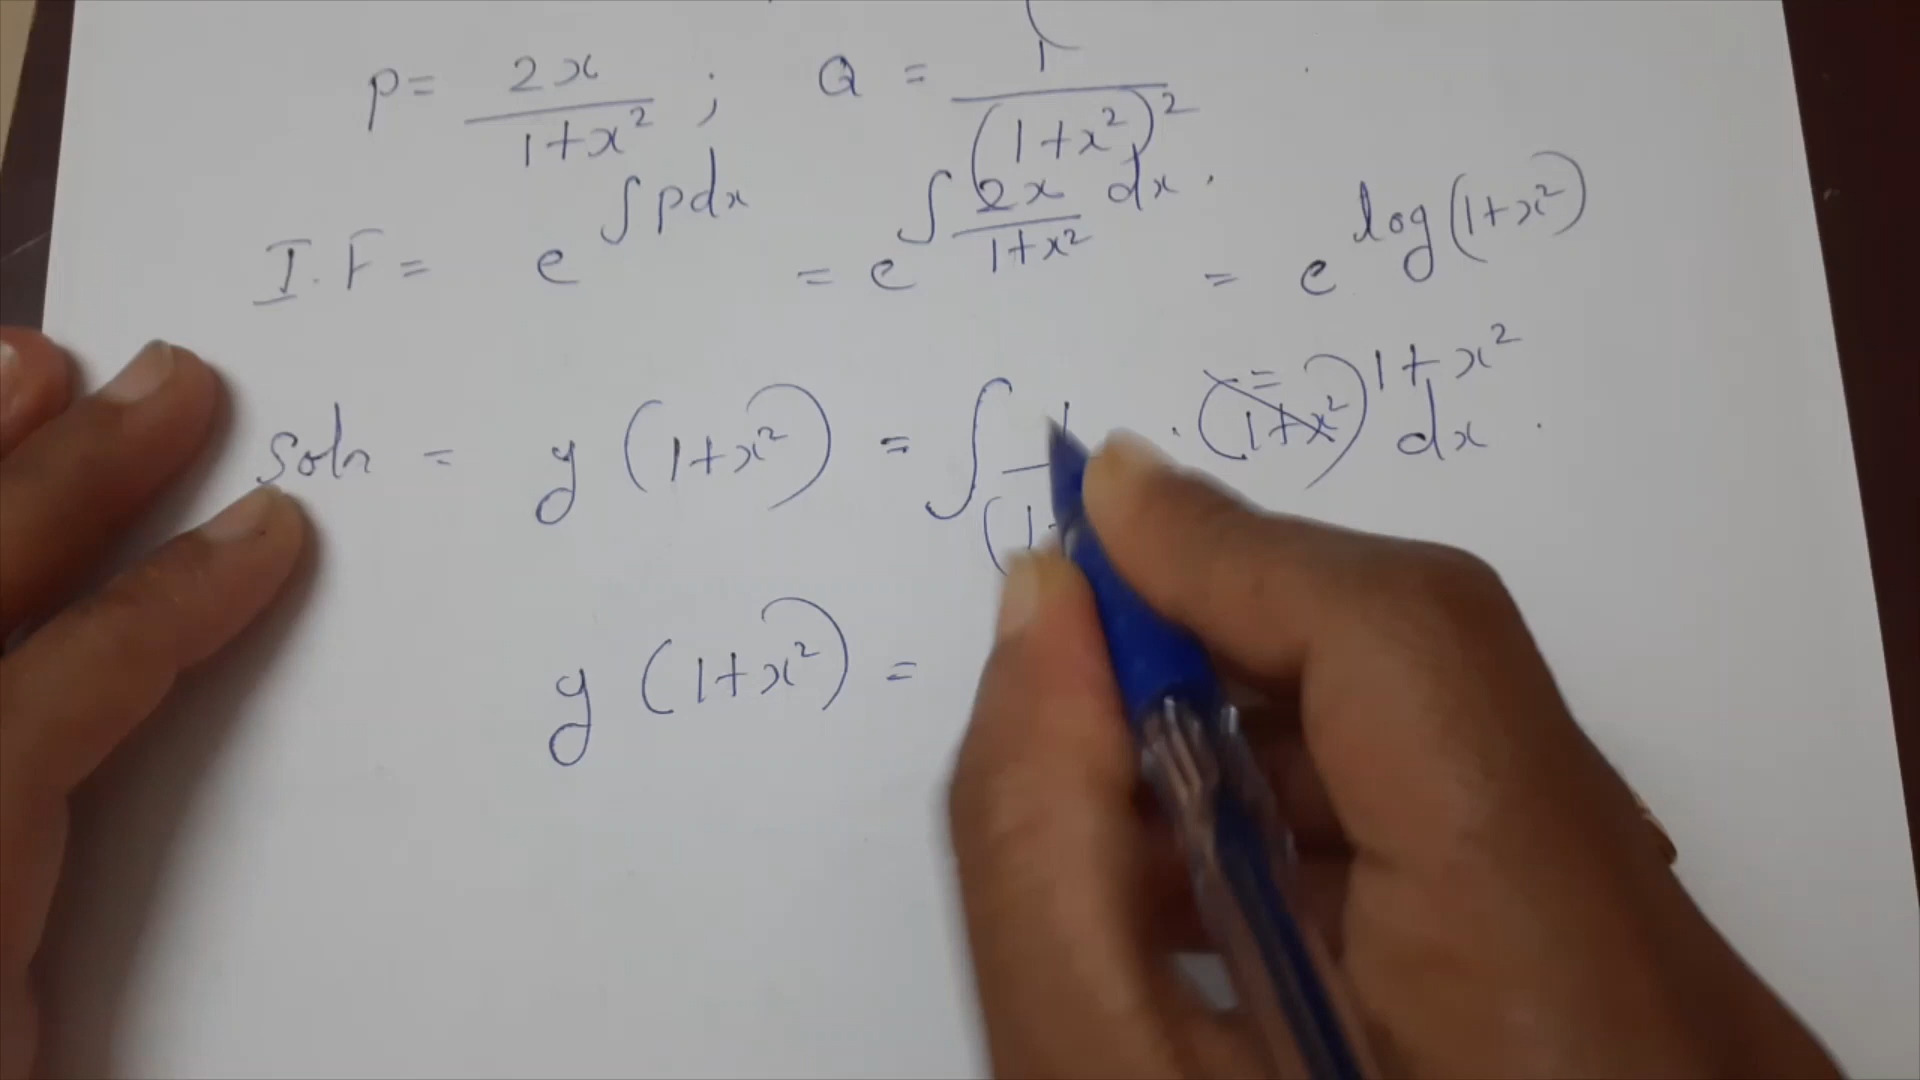 P = 2x / 1+x² ; Q = 1 / (1+x²)²
I.F = e^∫pdx = e^∫ 2x / 1+x² dx . = e^log(1+x²)
= 1+x²
soln = y (1+x²) = ∫ 1 / (1+ . (1+x²) dx .
y (1+x²) =